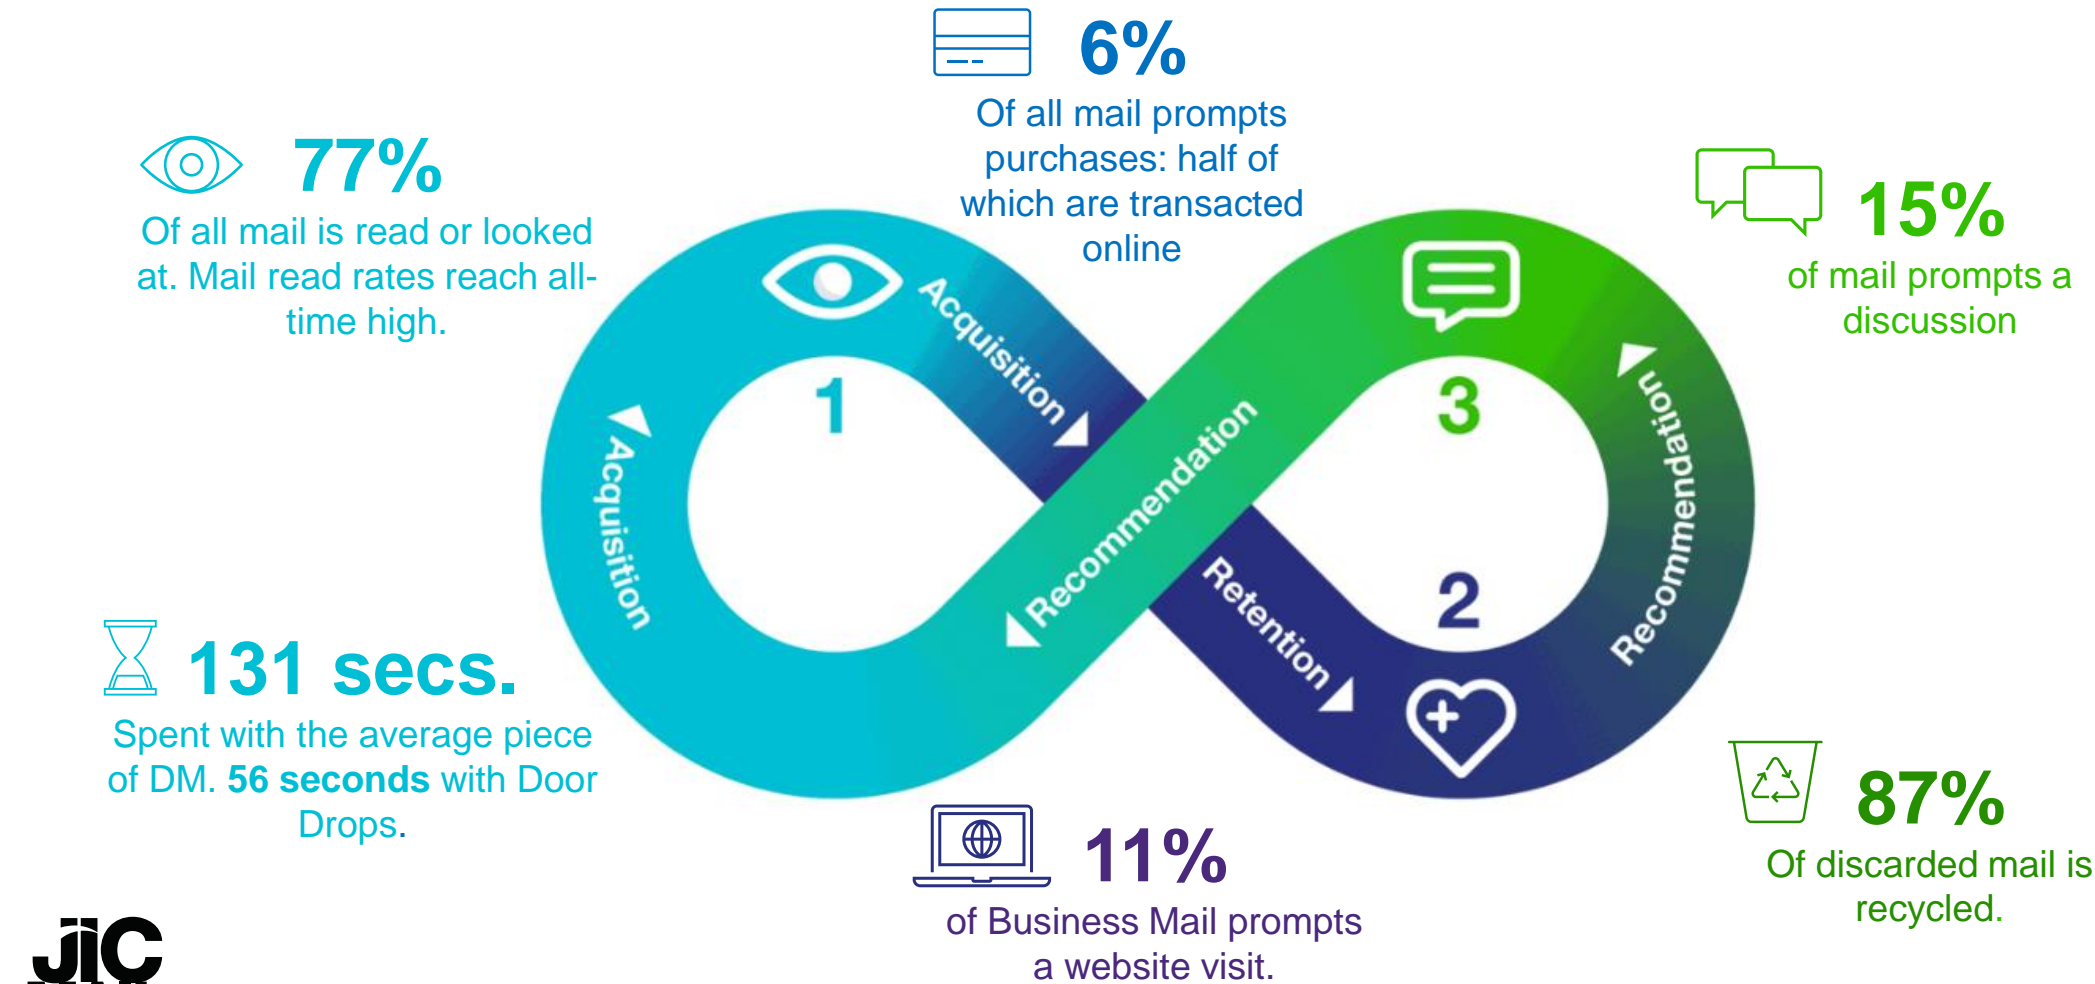 6%
Of all mail prompts
purchases: half of
which are transacted
online
77%
Of all mail is read or looked
at. Mail read rates reach all-
time high.
15%
of mail prompts a
discussion
Acquisition
1
3
Recommendation
Acquisition
Recommendation
2
Retention
131 secs.
Spent with the average piece
of DM. 56 seconds with Door
Drops.
87%
Of discarded mail is
recycled.
11%
of Business Mail prompts
a website visit.
JIC